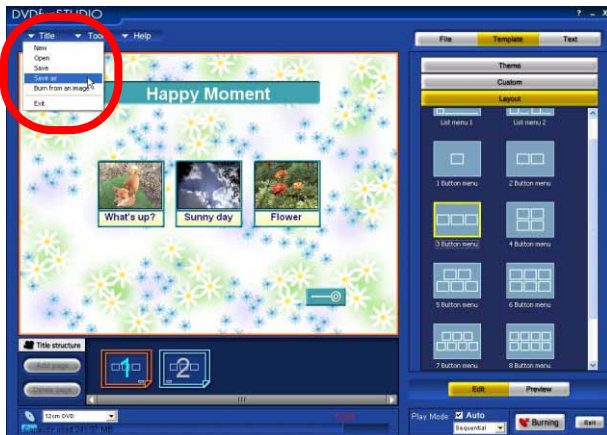 DVDfunSTUDIO
? - X
Title Tool Help
New
Open
Save
Save as
Burn from an image
Exit
File Template Text
Theme
Custom
Layout
List menu 1 List menu 2
1 Button menu 2 Button menu
3 Button menu 4 Button menu
5 Button menu 6 Button menu
7 Button menu 8 Button menu
Happy Moment
What's up? Sunny day Flower
Title structure
Add page
Delete page
1 2
Edit Preview
12cm DVD
Play Mode Auto
Sequential
Burning
Exit